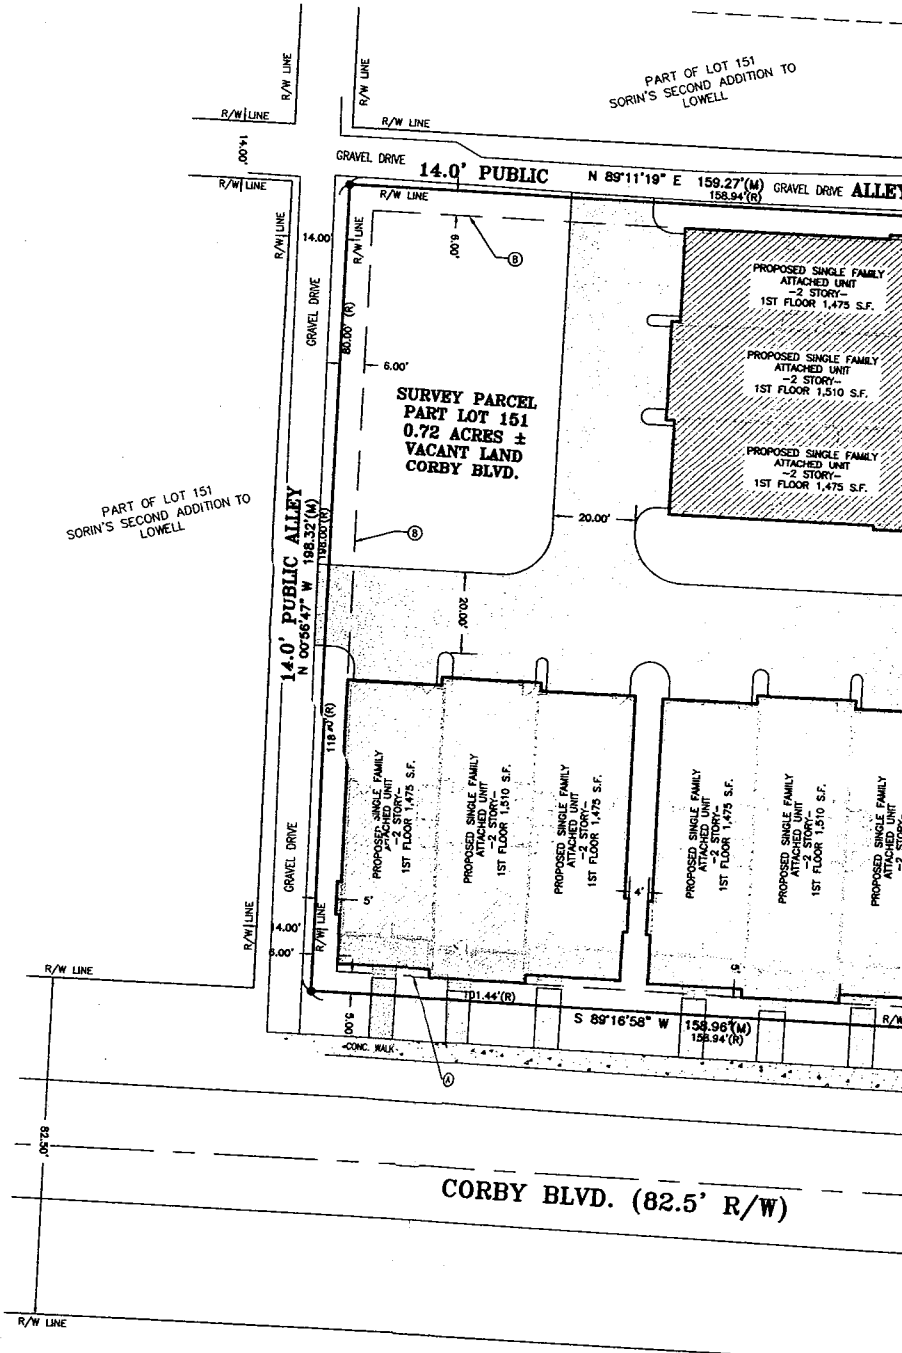 R/W LINE
R/W LINE
PART OF LOT 151
SORIN'S SECOND ADDITION TO
LOWELL
R/W LINE
R/W LINE
14.00'
GRAVEL DRIVE
14.0' PUBLIC
N 89°11'19" E 159.27'(M)
158.94'(R)
GRAVEL DRIVE
ALLEY
R/W LINE
R/W LINE
R/W LINE
14.00'
R/W LINE
6.00'
B
GRAVEL DRIVE
80.00' (R)
6.00'
PROPOSED SINGLE FAMILY
ATTACHED UNIT
-2 STORY-
1ST FLOOR 1,475 S.F.
PROPOSED SINGLE FAMILY
ATTACHED UNIT
-2 STORY-
1ST FLOOR 1,510 S.F.
PROPOSED SINGLE FAMILY
ATTACHED UNIT
-2 STORY-
1ST FLOOR 1,475 S.F.
SURVEY PARCEL
PART LOT 151
0.72 ACRES ±
VACANT LAND
CORBY BLVD.
PART OF LOT 151
SORIN'S SECOND ADDITION TO
LOWELL
14.0' PUBLIC ALLEY
N 00°56'47" W 198.32'(M)
198.00'(R)
B
20.00'
20.00'
GRAVEL DRIVE
PROPOSED SINGLE FAMILY
ATTACHED UNIT
-2 STORY-
1ST FLOOR 1,475 S.F.
PROPOSED SINGLE FAMILY
ATTACHED UNIT
-2 STORY-
1ST FLOOR 1,510 S.F.
PROPOSED SINGLE FAMILY
ATTACHED UNIT
-2 STORY-
1ST FLOOR 1,475 S.F.
PROPOSED SINGLE FAMILY
ATTACHED UNIT
-2 STORY-
1ST FLOOR 1,475 S.F.
PROPOSED SINGLE FAMILY
ATTACHED UNIT
-2 STORY-
1ST FLOOR 1,510 S.F.
PROPOSED SINGLE FAMILY
ATTACHED UNIT
-2 STORY-
5'
4'
R/W LINE
R/W LINE
14.00'
6.00'
5'
R/W LINE
101.44'(R)
5.00'
S 89°16'58" W 158.96'(M)
158.94'(R)
R/W
CONC. WALK
A
82.50'
CORBY BLVD. (82.5' R/W)
R/W LINE